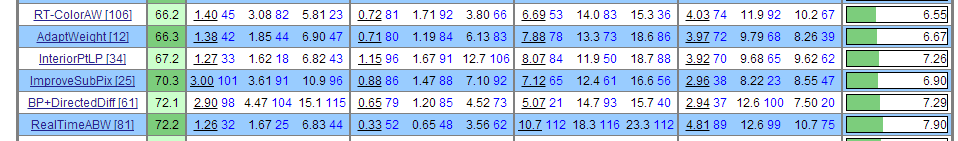 RT-ColorAW [106] 66.2 1.40 45 3.08 82 5.81 23 0.72 81 1.71 92 3.80 66 6.69 53 14.0 83 15.3 36 4.03 74 11.9 92 10.2 67 6.55
AdaptWeight [12] 66.3 1.38 42 1.85 44 6.90 47 0.71 80 1.19 84 6.13 83 7.88 78 13.3 73 18.6 86 3.97 72 9.79 68 8.26 39 6.67
InteriorPtLP [34] 67.2 1.27 33 1.62 18 6.82 43 1.15 96 1.67 91 12.7 106 8.07 84 11.9 50 18.7 88 3.92 70 9.68 65 9.62 62 7.26
ImproveSubPix [25] 70.3 3.00 101 3.61 91 10.9 96 0.88 86 1.47 88 7.10 92 7.12 65 12.4 61 16.6 56 2.96 38 8.22 23 8.55 47 6.90
BP+DirectedDiff [61] 72.1 2.90 98 4.47 104 15.1 115 0.65 79 1.20 85 4.52 73 5.07 21 14.7 93 15.7 40 2.94 37 12.6 100 7.50 20 7.29
RealTimeABW [81] 72.2 1.26 32 1.67 25 6.83 44 0.33 52 0.65 48 3.56 62 10.7 112 18.3 116 23.3 112 4.81 89 12.6 99 10.7 75 7.90